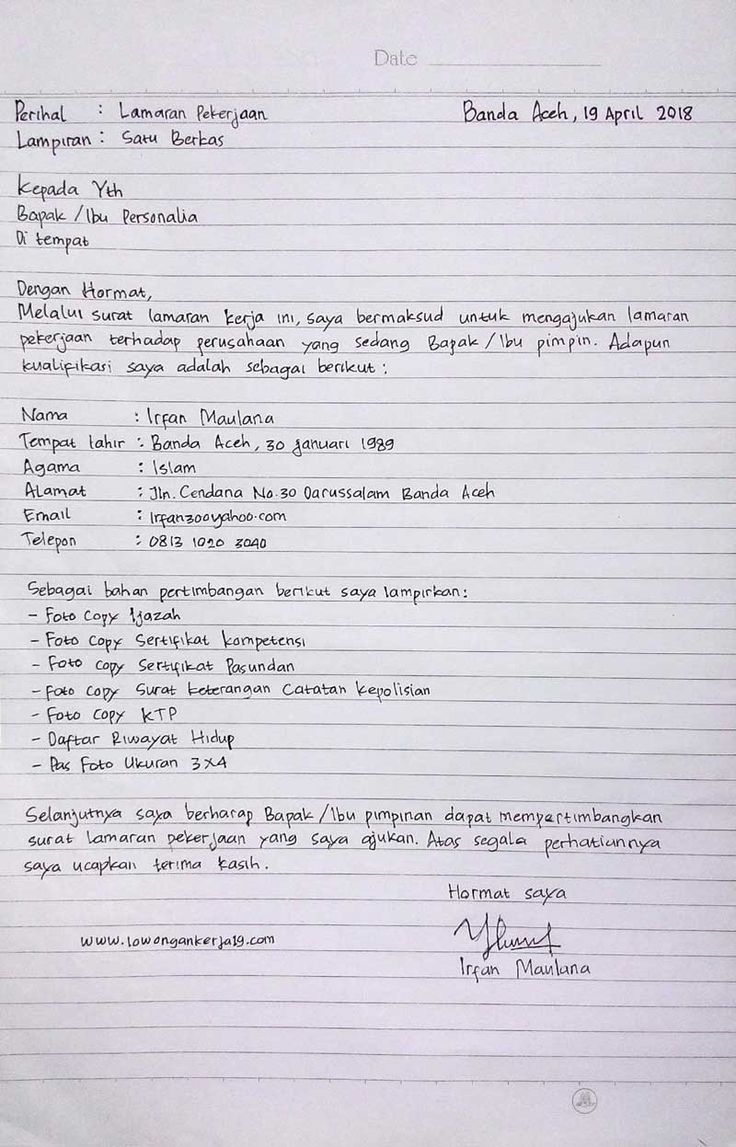 Date
Perihal : Lamaran Pekerjaan Banda Aceh, 19 April 2018
Lampiran : Satu Berkas
Kepada Yth
Bapak/Ibu Personalia
Di tempat
Dengan Hormat,
Melalui surat lamaran kerja ini, saya bermaksud untuk mengajukan lamaran
pekerjaan terhadap perusahaan yang sedang Bapak/Ibu pimpin. Adapun
kualifikasi saya adalah sebagai berikut :
Nama : Irfan Maulana
Tempat lahir : Banda Aceh, 30 Januari 1989
Agama : Islam
Alamat : Jln. Cendana No.30 Darussalam Banda Aceh
Email : Irfan300yahoo.com
Telepon : 0813 1020 3040
Sebagai bahan pertimbangan berikut saya lampirkan :
- Foto Copy Ijazah
- Foto Copy Sertifikat kompetensi
- Foto Copy Sertifikat Pasundan
- Foto Copy Surat keterangan Catatan kepolisian
- Foto Copy KTP
- Daftar Riwayat Hidup
- Pas Foto Ukuran 3x4
Selanjutnya saya berharap Bapak/Ibu pimpinan dapat mempertimbangkan
surat lamaran pekerjaan yang saya ajukan. Atas segala perhatiannya
saya ucapkan terima kasih.
Hormat saya
www.lowongankerja19.com
Irfan Maulana